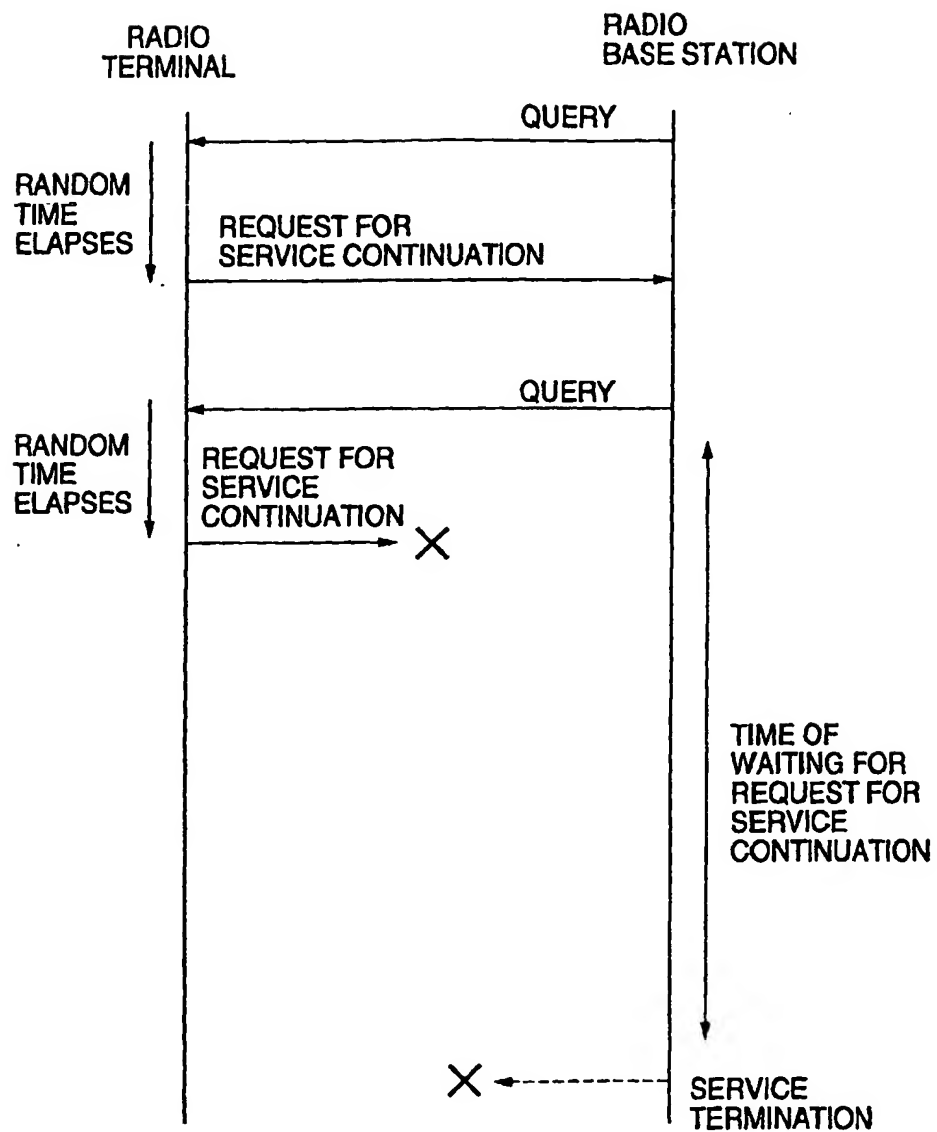 RADIO
TERMINAL
RADIO
BASE STATION
QUERY
RANDOM
TIME
ELAPSES
REQUEST FOR
SERVICE CONTINUATION
QUERY
RANDOM
TIME
ELAPSES
REQUEST FOR
SERVICE
CONTINUATION
TIME OF
WAITING FOR
REQUEST FOR
SERVICE
CONTINUATION
SERVICE
TERMINATION